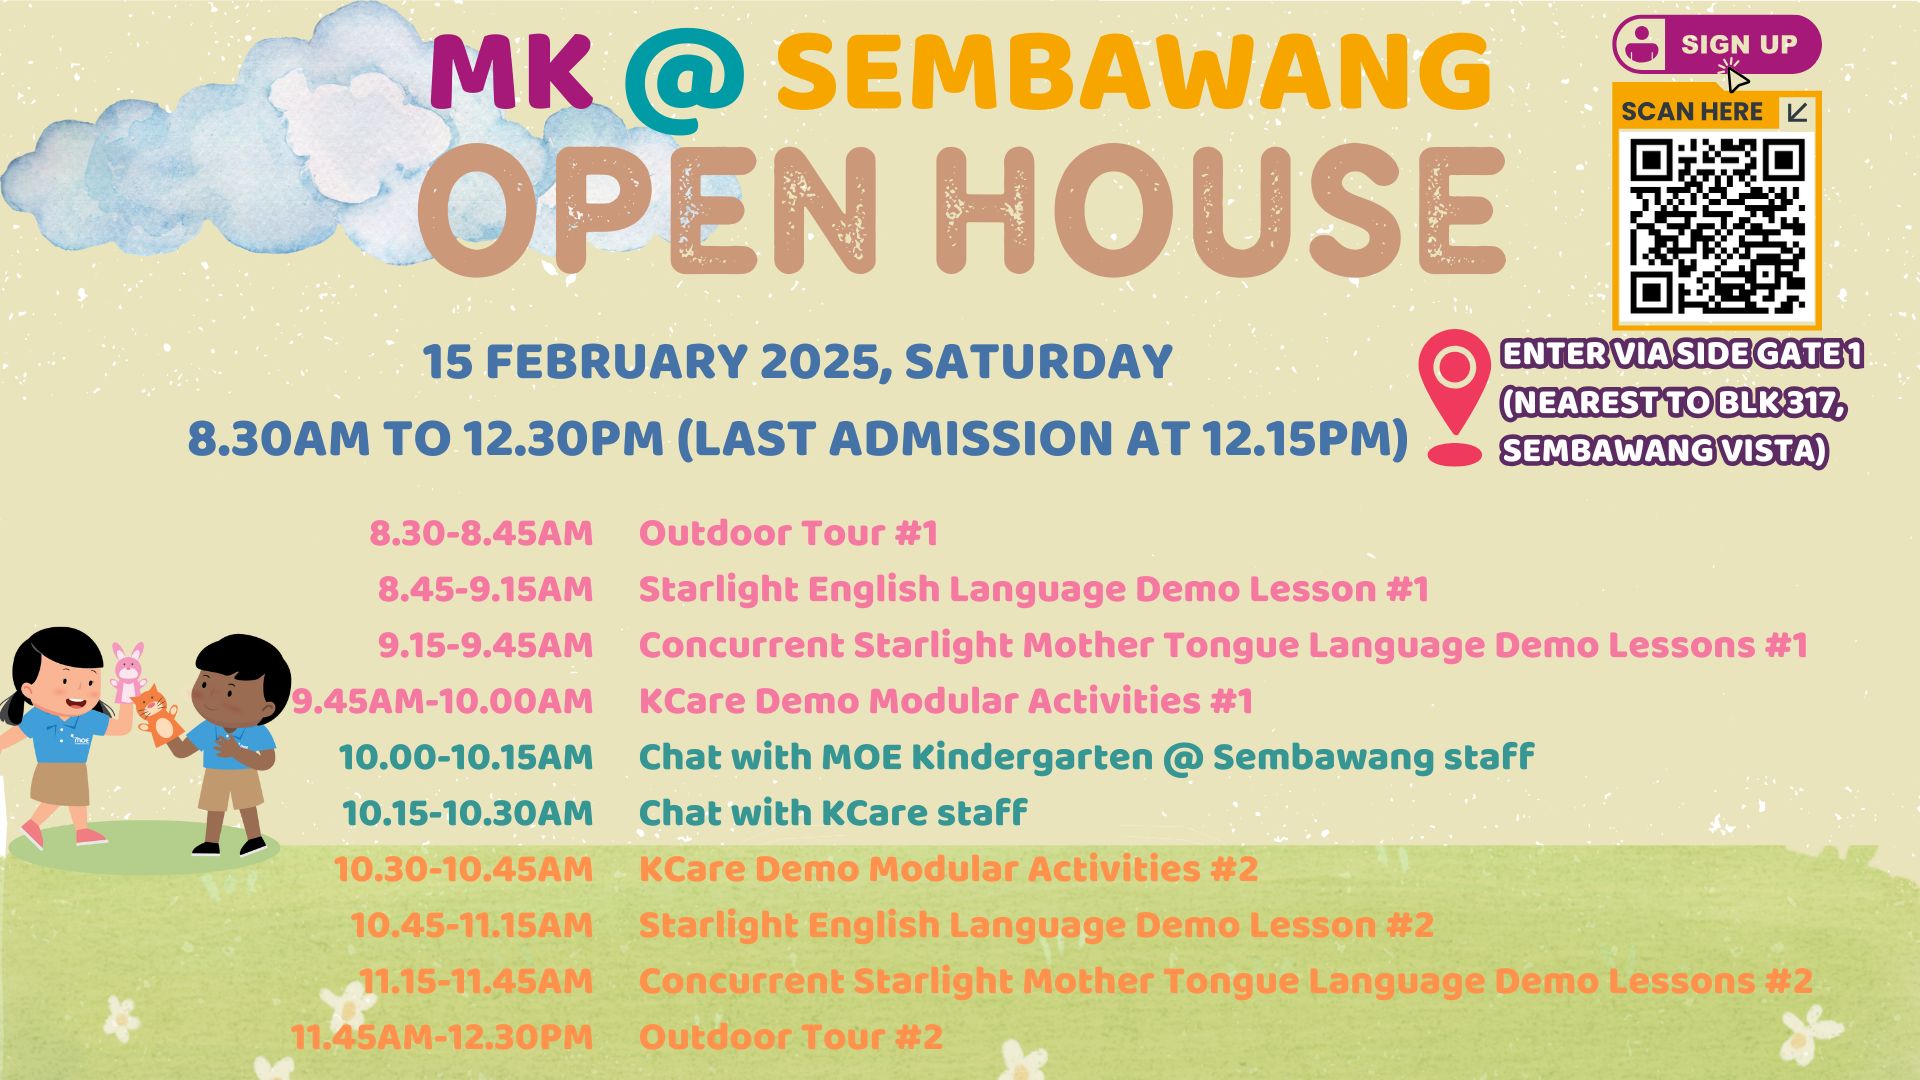 MK @ SEMBAWANG
OPEN HOUSE
SIGN UP
SCAN HERE
15 FEBRUARY 2025, SATURDAY
8.30AM TO 12.30PM (LAST ADMISSION AT 12.15PM)
ENTER VIA SIDE GATE 1
(NEAREST TO BLK 317,
SEMBAWANG VISTA)
8.30-8.45AM Outdoor Tour #1
8.45-9.15AM Starlight English Language Demo Lesson #1
9.15-9.45AM Concurrent Starlight Mother Tongue Language Demo Lessons #1
9.45AM-10.00AM KCare Demo Modular Activities #1
10.00-10.15AM Chat with MOE Kindergarten @ Sembawang staff
10.15-10.30AM Chat with KCare staff
10.30-10.45AM KCare Demo Modular Activities #2
10.45-11.15AM Starlight English Language Demo Lesson #2
11.15-11.45AM Concurrent Starlight Mother Tongue Language Demo Lessons #2
11.45AM-12.30PM Outdoor Tour #2
moe